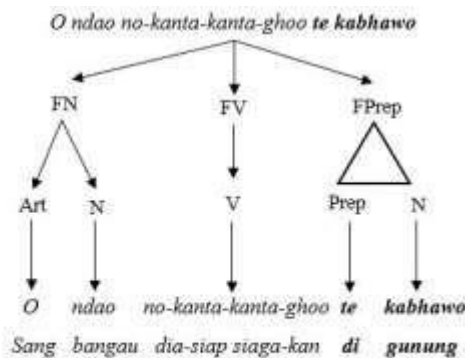 O ndao no-kanta-kanta-ghoo te kabhawo
FN FV FPrep
Art N V Prep N
O ndao no-kanta-kanta-ghoo te kabhawo
Sang bangau dia-siap siaga-kan di gunung